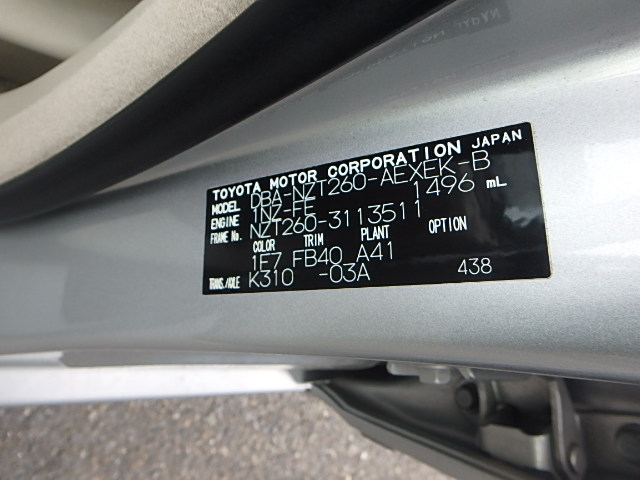 TOYOTA MOTOR CORPORATION JAPAN
MODEL DBA-NZT260-AEXEK-B
ENGINE 1NZ-FE 1496 mL
FRAME No. NZT260-3113511
COLOR TRIM PLANT OPTION
1F7 FB40 A41
TRANS./AXLE K310 -03A 438